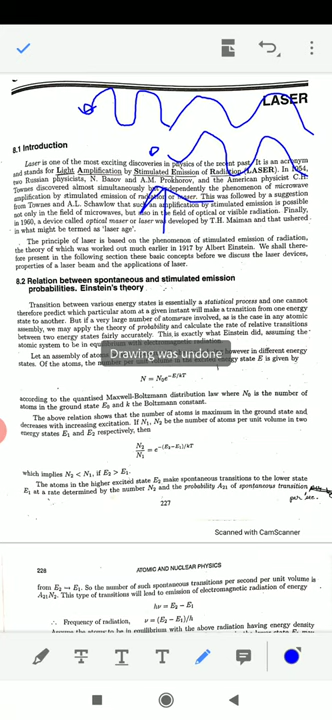 LASER
8.1 Introduction
Laser is one of the most exciting discoveries in physics of the recent past. It is an acronym
and stands for Light Amplification by Stimulated Emission of Radiation (LASER). In 1954,
two Russian physicists, N. Basov and A.M. Prokhorov, and the American physicist C.H.
Townes discovered almost simultaneously but independently the phenomenon of microwave
amplification by stimulated emission of radiation or maser. This was followed by a suggestion
from Townes and A.L. Schawlow that such an amplification by stimulated emission is possible
not only in the field of microwaves, but also in the field of optical or visible radiation. Finally,
in 1960, a device called optical maser or laser was developed by T.H. Maiman and that ushered
in what might be termed as 'laser age'.
The principle of laser is based on the phenomenon of stimulated emission of radiation,
the theory of which was worked out much earlier in 1917 by Albert Einstein. We shall there-
fore present in the following section these basic concepts before we discuss the laser devices,
properties of a laser beam and the applications of laser.
8.2 Relation between spontaneous and stimulated emission
probabilities. Einstein's theory
Transition between various energy states is essentially a statistical process and one cannot
therefore predict which particular atom at a given instant will make a transition from one energy
state to another. But if a very large number of atoms are involved, as is the case in any atomic
assembly, we may apply the theory of probability and calculate the rate of relative transitions
between two energy states fairly accurately. This is exactly what Einstein did, assuming the
atomic system to be in equilibrium with electromagnetic radiation.
Let an assembly of atoms however in different energy
states. Of the atoms, the number per unit volume in energy state E is given by
Drawing was undone
N = N₀e^−E/kT
according to the quantised Maxwell-Boltzmann distribution law where N₀ is the number of
atoms in the ground state E₀ and k the Boltzmann constant.
The above relation shows that the number of atoms is maximum in the ground state and
decreases with increasing excitation. If N₁, N₂ be the number of atoms per unit volume in two
energy states E₁ and E₂ respectively, then
N₂/N₁ = e^−(E₂−E₁)/kT
which implies N₂ < N₁, if E₂ > E₁.
The atoms in the higher excited state E₂ make spontaneous transitions to the lower state
E₁ at a rate determined by the number N₂ and the probability A₂₁ of spontaneous transition
per sec.
227
Scanned with CamScanner
228 ATOMIC AND NUCLEAR PHYSICS
from E₂ → E₁. So the number of such spontaneous transitions per second per unit volume is
A₂₁N₂. This type of transitions will lead to emission of electromagnetic radiation of energy
hν = E₂ − E₁
∴ Frequency of radiation, ν = (E₂ − E₁)/h
Assume the atoms to be in equilibrium with the above radiation having energy density
T T T